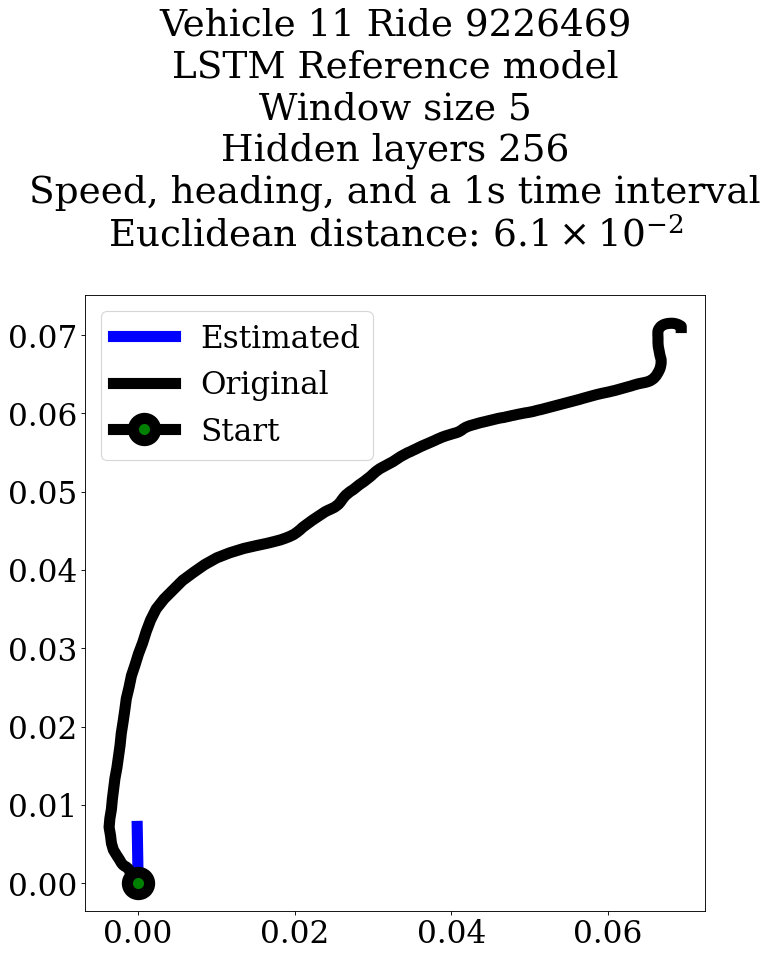 Vehicle 11 Ride 9226469
LSTM Reference model
Window size 5
Hidden layers 256
Speed, heading, and a 1s time interval
Euclidean distance: 6.1 × 10⁻²
Estimated
Original
Start
0.07
0.06
0.05
0.04
0.03
0.02
0.01
0.00
0.00 0.02 0.04 0.06